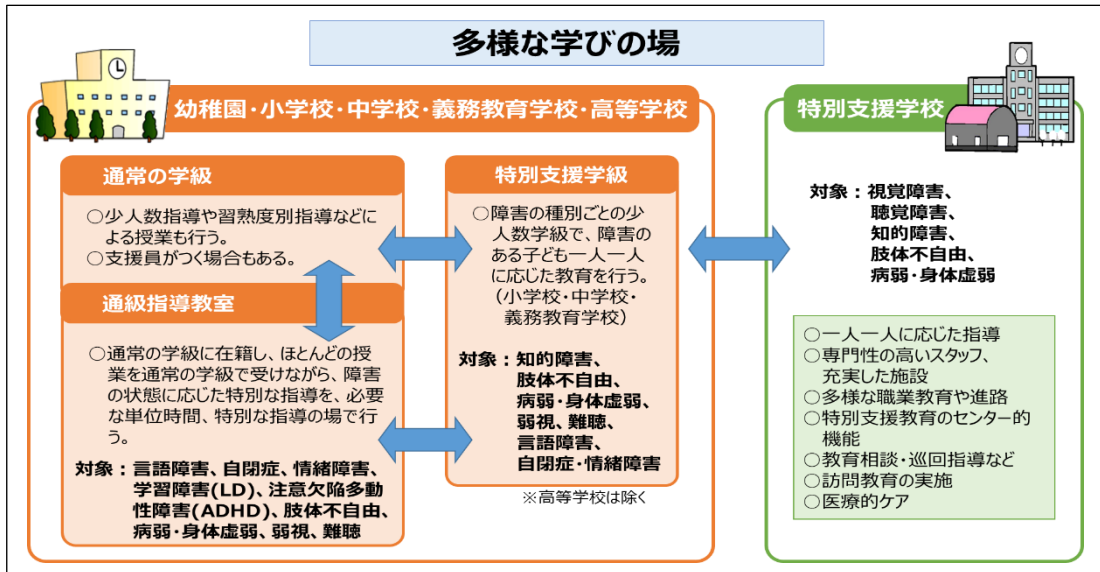 多様な学びの場
幼稚園・小学校・中学校・義務教育学校・高等学校
通常の学級
○少人数指導や習熟度別指導などに
よる授業も行う。
○支援員がつく場合もある。
通級指導教室
○通常の学級に在籍し、ほとんどの授
業を通常の学級で受けながら、障害
の状態に応じた特別な指導を、必要
な単位時間、特別な指導の場で行
う。
対象：言語障害、自閉症、情緒障害、
学習障害(LD)、注意欠陥多動
性障害(ADHD)、肢体不自由、
病弱・身体虚弱、弱視、難聴
特別支援学級
○障害の種別ごとの少
人数学級で、障害の
ある子ども一人一人
に応じた教育を行う。
（小学校・中学校・
義務教育学校）
対象：知的障害、
肢体不自由、
病弱・身体虚弱、
弱視、難聴、
言語障害、
自閉症・情緒障害
※高等学校は除く
特別支援学校
対象：視覚障害、
聴覚障害、
知的障害、
肢体不自由、
病弱・身体虚弱
○一人一人に応じた指導
○専門性の高いスタッフ、
充実した施設
○多様な職業教育や進路
○特別支援教育のセンター的
機能
○教育相談・巡回指導など
○訪問教育の実施
○医療的ケア